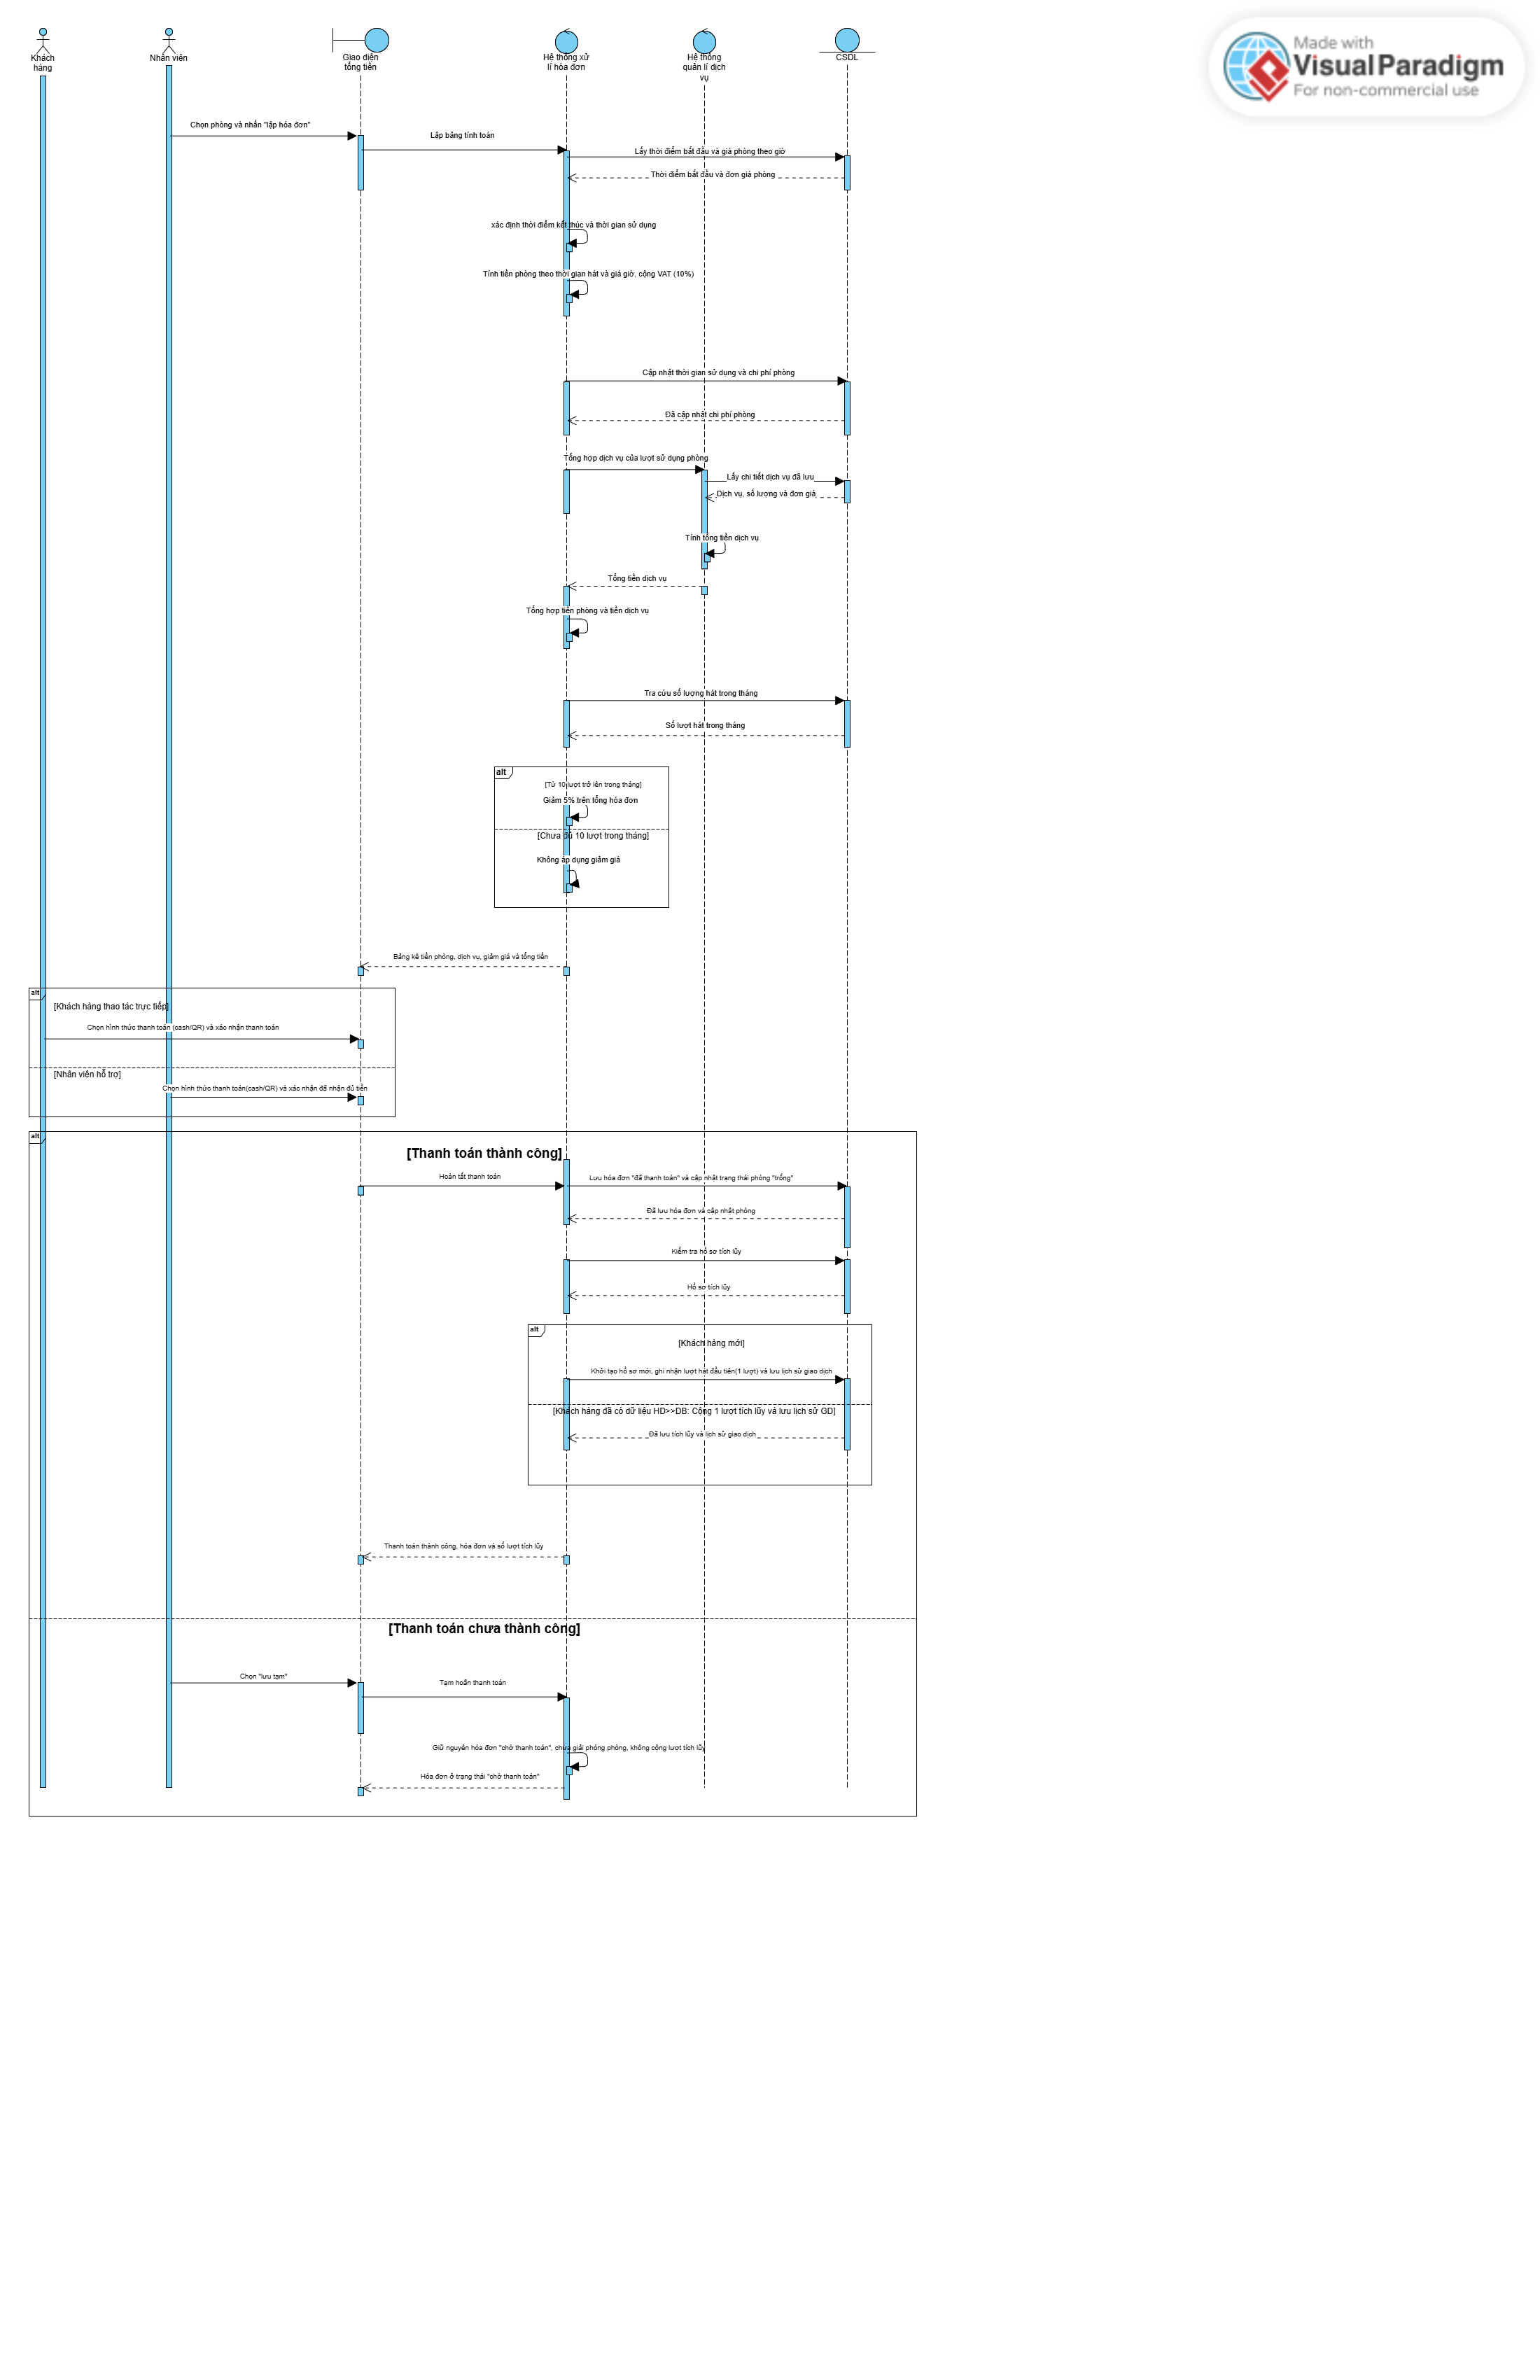 Made with
Visual Paradigm
For non-commercial use
Khách
hàng
Nhân viên
Giao diện
tổng tiền
Hệ thống xử
lí hóa đơn
Hệ thống
quản lí dịch
vụ
CSDL
Chọn phòng và nhấn "lập hóa đơn"
Lập bảng tính toán
Lấy thời điểm bắt đầu và giá phòng theo giờ
Thời điểm bắt đầu và đơn giá phòng
xác định thời điểm kết thúc và thời gian sử dụng
Tính tiền phòng theo thời gian hát và giá giờ, cộng VAT (10%)
Cập nhật thời gian sử dụng và chi phí phòng
Đã cập nhật chi phí phòng
Tổng hợp dịch vụ của lượt sử dụng phòng
Lấy chi tiết dịch vụ đã lưu
Dịch vụ, số lượng và đơn giá
Tính tổng tiền dịch vụ
Tổng tiền dịch vụ
Tổng hợp tiền phòng và tiền dịch vụ
Tra cứu số lượng hát trong tháng
Số lượt hát trong tháng
alt
[Từ 10 lượt trở lên trong tháng]
Giảm 5% trên tổng hóa đơn
[Chưa đủ 10 lượt trong tháng]
Không áp dụng giảm giá
Bảng kê tiền phòng, dịch vụ, giảm giá và tổng tiền
alt
[Khách hàng thao tác trực tiếp]
Chọn hình thức thanh toán (cash/QR) và xác nhận thanh toán
[Nhân viên hỗ trợ]
Chọn hình thức thanh toán(cash/QR) và xác nhận đã nhận đủ tiền
alt
[Thanh toán thành công]
Hoàn tất thanh toán
Lưu hóa đơn "đã thanh toán" và cập nhật trạng thái phòng "trống"
Đã lưu hóa đơn và cập nhật phòng
Kiểm tra hồ sơ tích lũy
Hồ sơ tích lũy
alt
[Khách hàng mới]
Khởi tạo hồ sơ mới, ghi nhận lượt hát đầu tiên(1 lượt) và lưu lịch sử giao dịch
[Khách hàng đã có dữ liệu HD>>DB: Cộng 1 lượt tích lũy và lưu lịch sử GD]
Đã lưu tích lũy và lịch sử giao dịch
Thanh toán thành công, hóa đơn và số lượt tích lũy
[Thanh toán chưa thành công]
Chọn "lưu tạm"
Tạm hoãn thanh toán
Giữ nguyên hóa đơn "chờ thanh toán", chưa giải phóng phòng, không cộng lượt tích lũy
Hóa đơn ở trạng thái "chờ thanh toán"